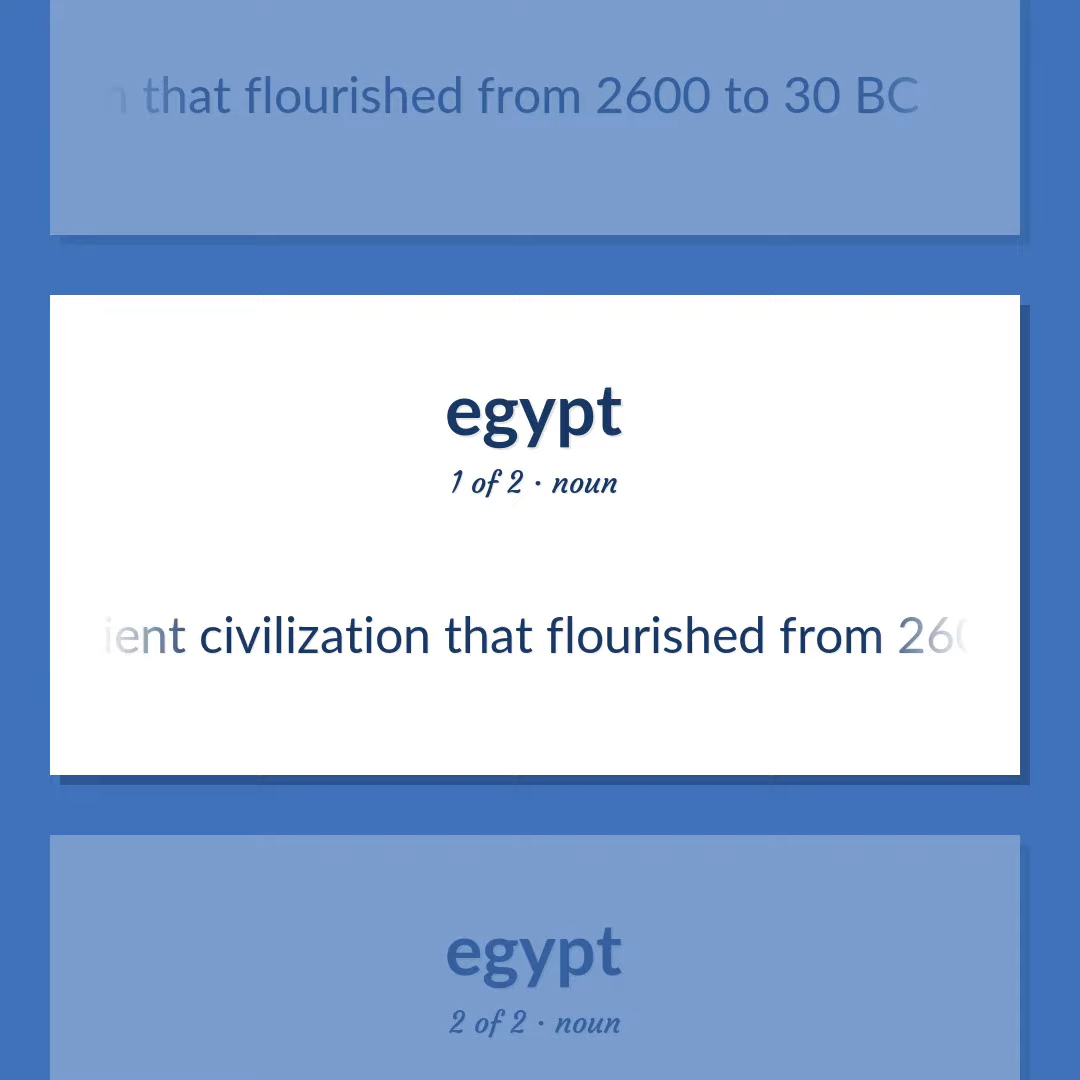 that flourished from 2600 to 30 BC
egypt
1 of 2 · noun
civilization that flourished from
egypt
2 of 2 · noun